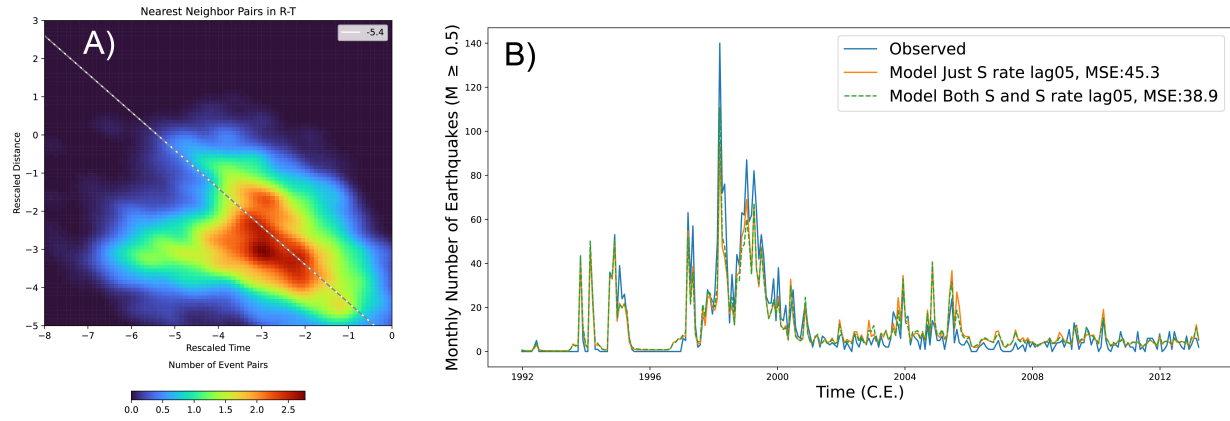 Nearest Neighbor Pairs in R-T
A)
-5.4
3
2
1
0
−1
−2
−3
−4
−5
Rescaled Distance
−8 −7 −6 −5 −4 −3 −2 −1 0
Rescaled Time
Number of Event Pairs
0.0 0.5 1.0 1.5 2.0 2.5
B)
Observed
Model Just S rate lag05, MSE:45.3
Model Both S and S rate lag05, MSE:38.9
140
120
100
80
60
40
20
0
Monthly Number of Earthquakes (M ≥ 0.5)
1992 1996 2000 2004 2008 2012
Time (C.E.)